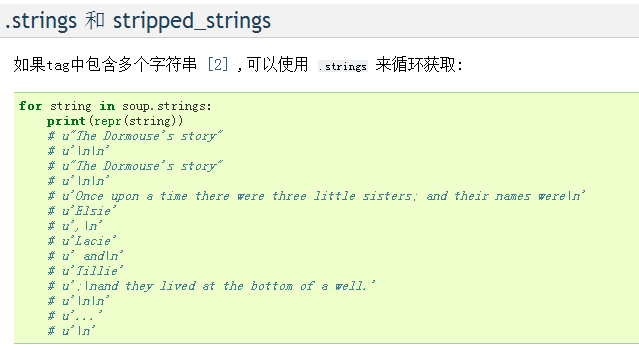 .strings 和 stripped_strings
如果tag中包含多个字符串 [2] ,可以使用 .strings 来循环获取:
for string in soup.strings:
    print(repr(string))
    # u"The Dormouse's story"
    # u'\n\n'
    # u"The Dormouse's story"
    # u'\n\n'
    # u'Once upon a time there were three little sisters; and their names were\n'
    # u'Elsie'
    # u',\n'
    # u'Lacie'
    # u' and\n'
    # u'Tillie'
    # u';\nand they lived at the bottom of a well.'
    # u'\n\n'
    # u'...'
    # u'\n'